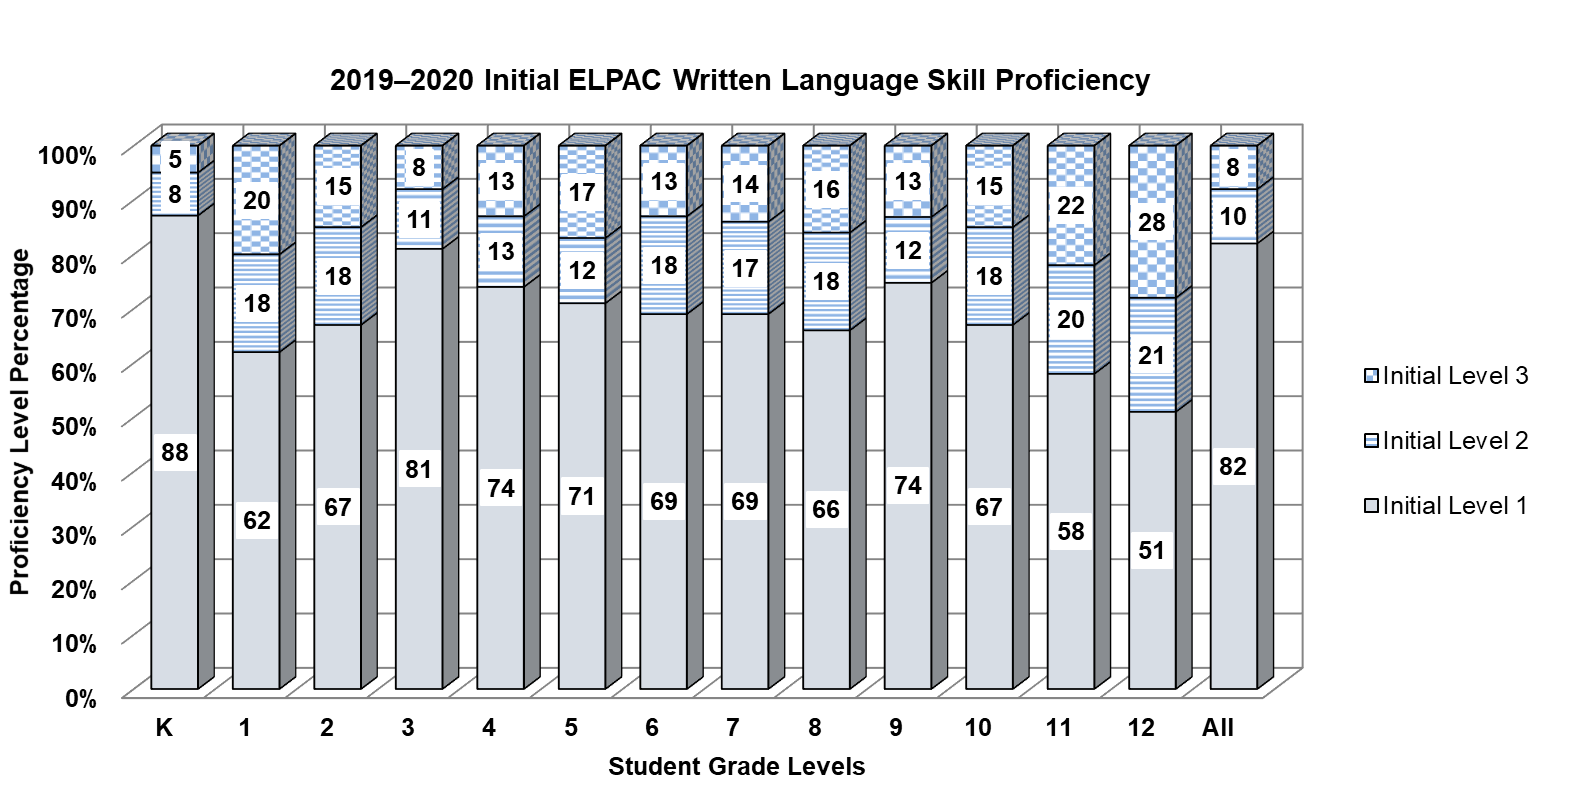 2019–2020 Initial ELPAC Written Language Skill Proficiency
Proficiency Level Percentage
100%
90%
80%
70%
60%
50%
40%
30%
20%
10%
0%
5 20 15 8 13 17 13 14 16 13 15 22 28 8
8 18 18 11 13 12 18 17 18 12 18 20 21 10
88 62 67 81 74 71 69 69 66 74 67 58 51 82
K 1 2 3 4 5 6 7 8 9 10 11 12 All
Student Grade Levels
Initial Level 3
Initial Level 2
Initial Level 1